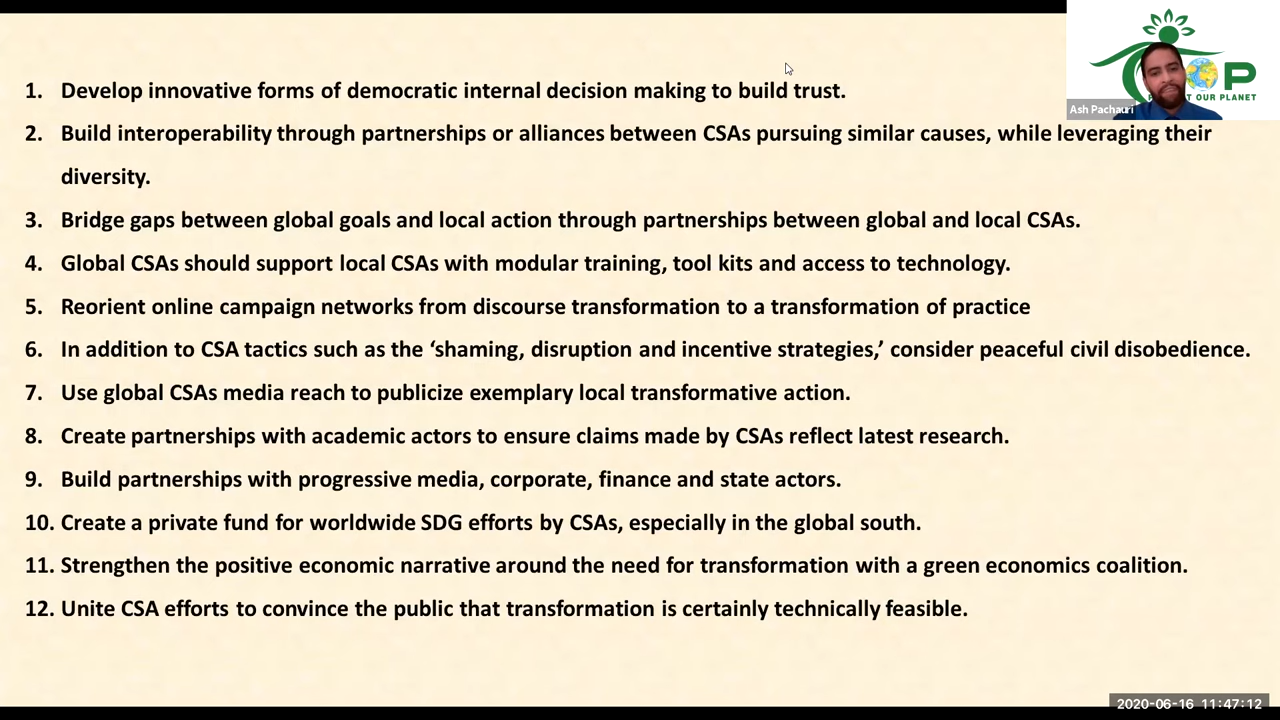 1. Develop innovative forms of democratic internal decision making to build trust.
2. Build interoperability through partnerships or alliances between CSAs pursuing similar causes, while leveraging their
diversity.
3. Bridge gaps between global goals and local action through partnerships between global and local CSAs.
4. Global CSAs should support local CSAs with modular training, tool kits and access to technology.
5. Reorient online campaign networks from discourse transformation to a transformation of practice
6. In addition to CSA tactics such as the ‘shaming, disruption and incentive strategies,’ consider peaceful civil disobedience.
7. Use global CSAs media reach to publicize exemplary local transformative action.
8. Create partnerships with academic actors to ensure claims made by CSAs reflect latest research.
9. Build partnerships with progressive media, corporate, finance and state actors.
10. Create a private fund for worldwide SDG efforts by CSAs, especially in the global south.
11. Strengthen the positive economic narrative around the need for transformation with a green economics coalition.
12. Unite CSA efforts to convince the public that transformation is certainly technically feasible.
OP
OUR PLANET
Ash Pachauri
2020-06-16 11:47:12